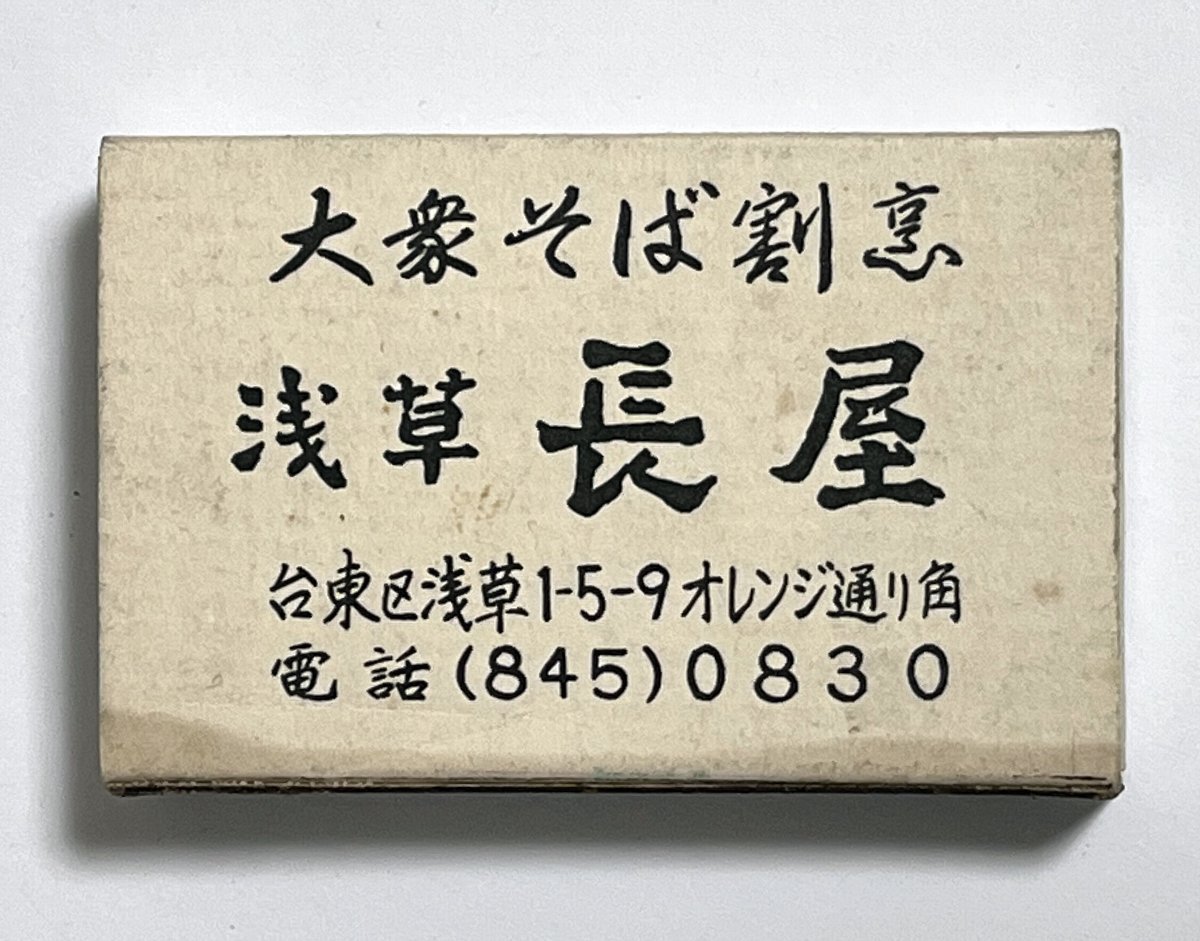 大衆そば割烹
浅草 長屋
台東区浅草1-5-9オレンジ通り角
電話(845)0830